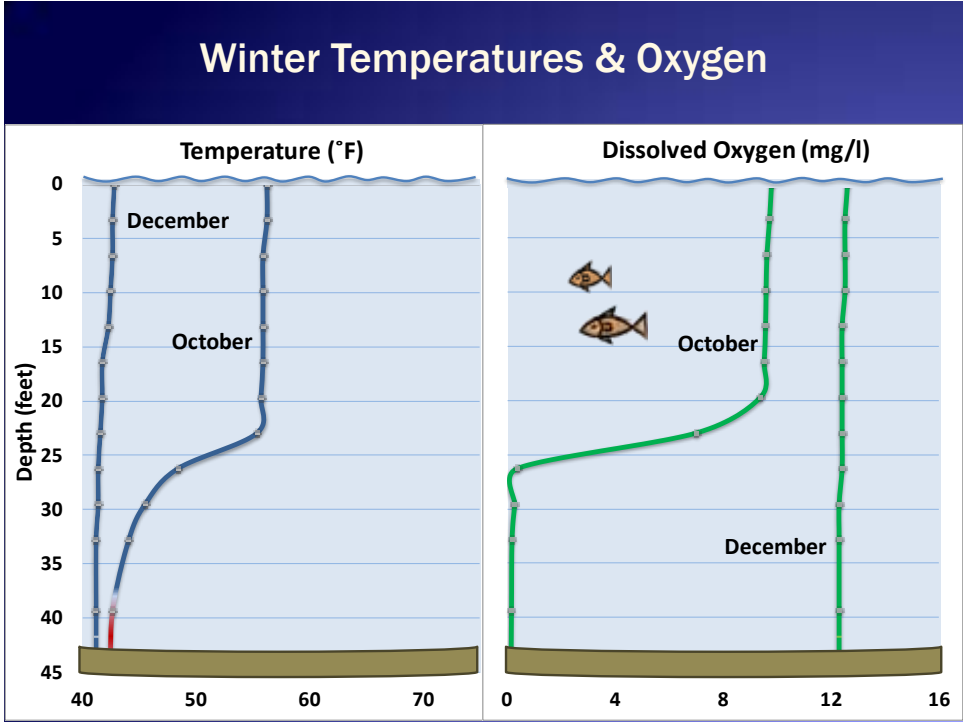 Winter Temperatures & Oxygen
Temperature (˚F)
Dissolved Oxygen (mg/l)
Depth (feet)
0
5
10
15
20
25
30
35
40
45
December
October
40 50 60 70
October
December
0 4 8 12 16